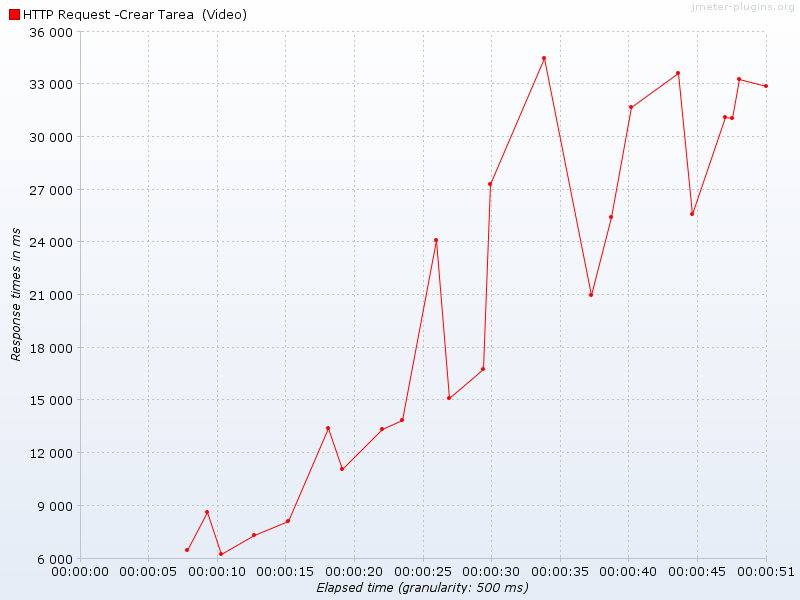 jmeter-plugins.org
HTTP Request -Crear Tarea  (Video)
36 000
33 000
30 000
27 000
24 000
21 000
18 000
15 000
12 000
9 000
6 000
Response times in ms
00:00:00 00:00:05 00:00:10 00:00:15 00:00:20 00:00:25 00:00:30 00:00:35 00:00:40 00:00:45 00:00:51
Elapsed time (granularity: 500 ms)